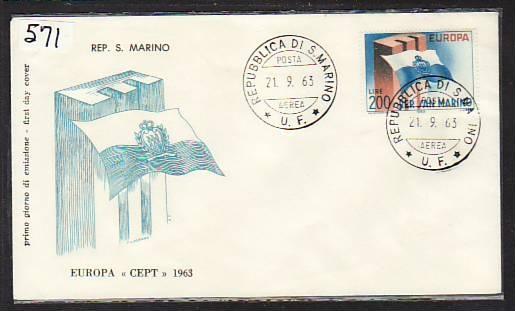 571
REP. S. MARINO
primo giorno di emissione - first day cover
EUROPA « CEPT » 1963
REPUBBLICA DI S. MARINO
POSTA
21. 9. 63
AEREA
* U. F. *
EUROPA
LIRE
200
REP. SAN MARINO
REPUBBLICA DI S. MARINO
21. 9. 63
AEREA
* U. F. *